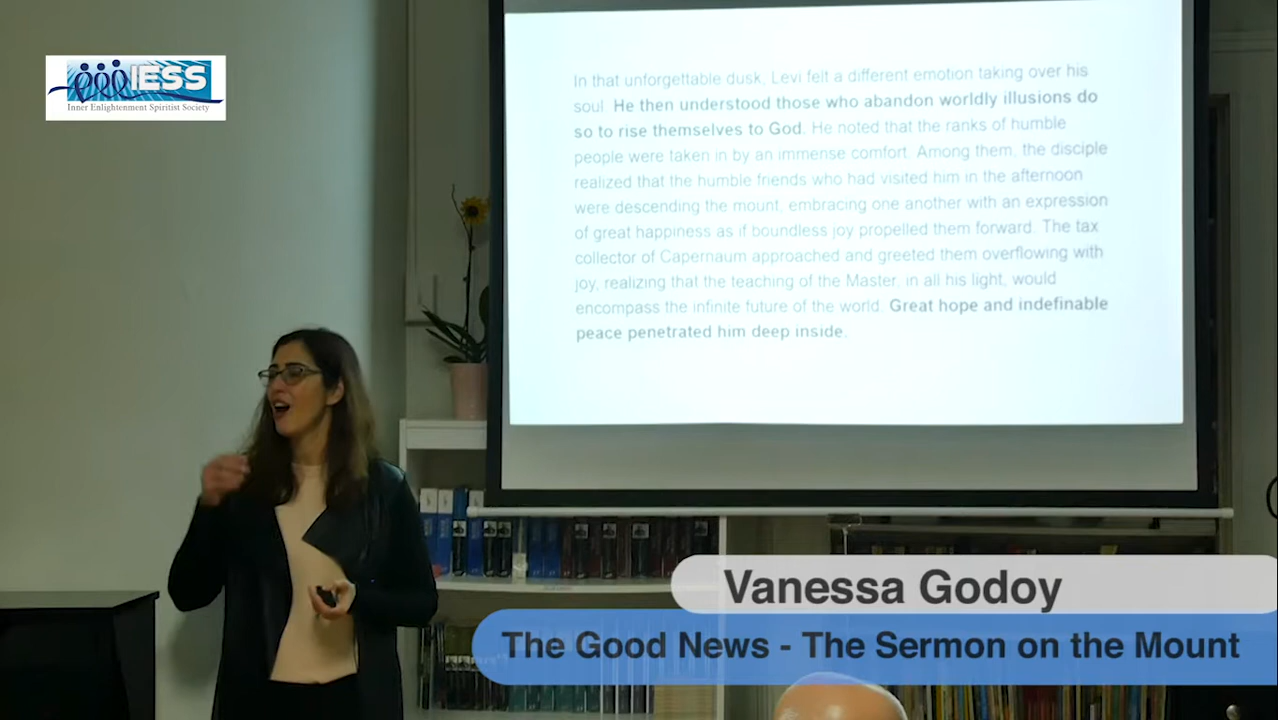 IESS
Inner Enlightenment Spiritist Society
In that unforgettable dusk, Levi felt a different emotion taking over his
soul. He then understood those who abandon worldly illusions do
so to rise themselves to God. He noted that the ranks of humble
people were taken in by an immense comfort. Among them, the disciple
realized that the humble friends who had visited him in the afternoon
were descending the mount, embracing one another with an expression
of great happiness as if boundless joy propelled them forward. The tax
collector of Capernaum approached and greeted them overflowing with
joy, realizing that the teaching of the Master, in all his light, would
encompass the infinite future of the world. Great hope and indefinable
peace penetrated him deep inside.
Vanessa Godoy
The Good News - The Sermon on the Mount